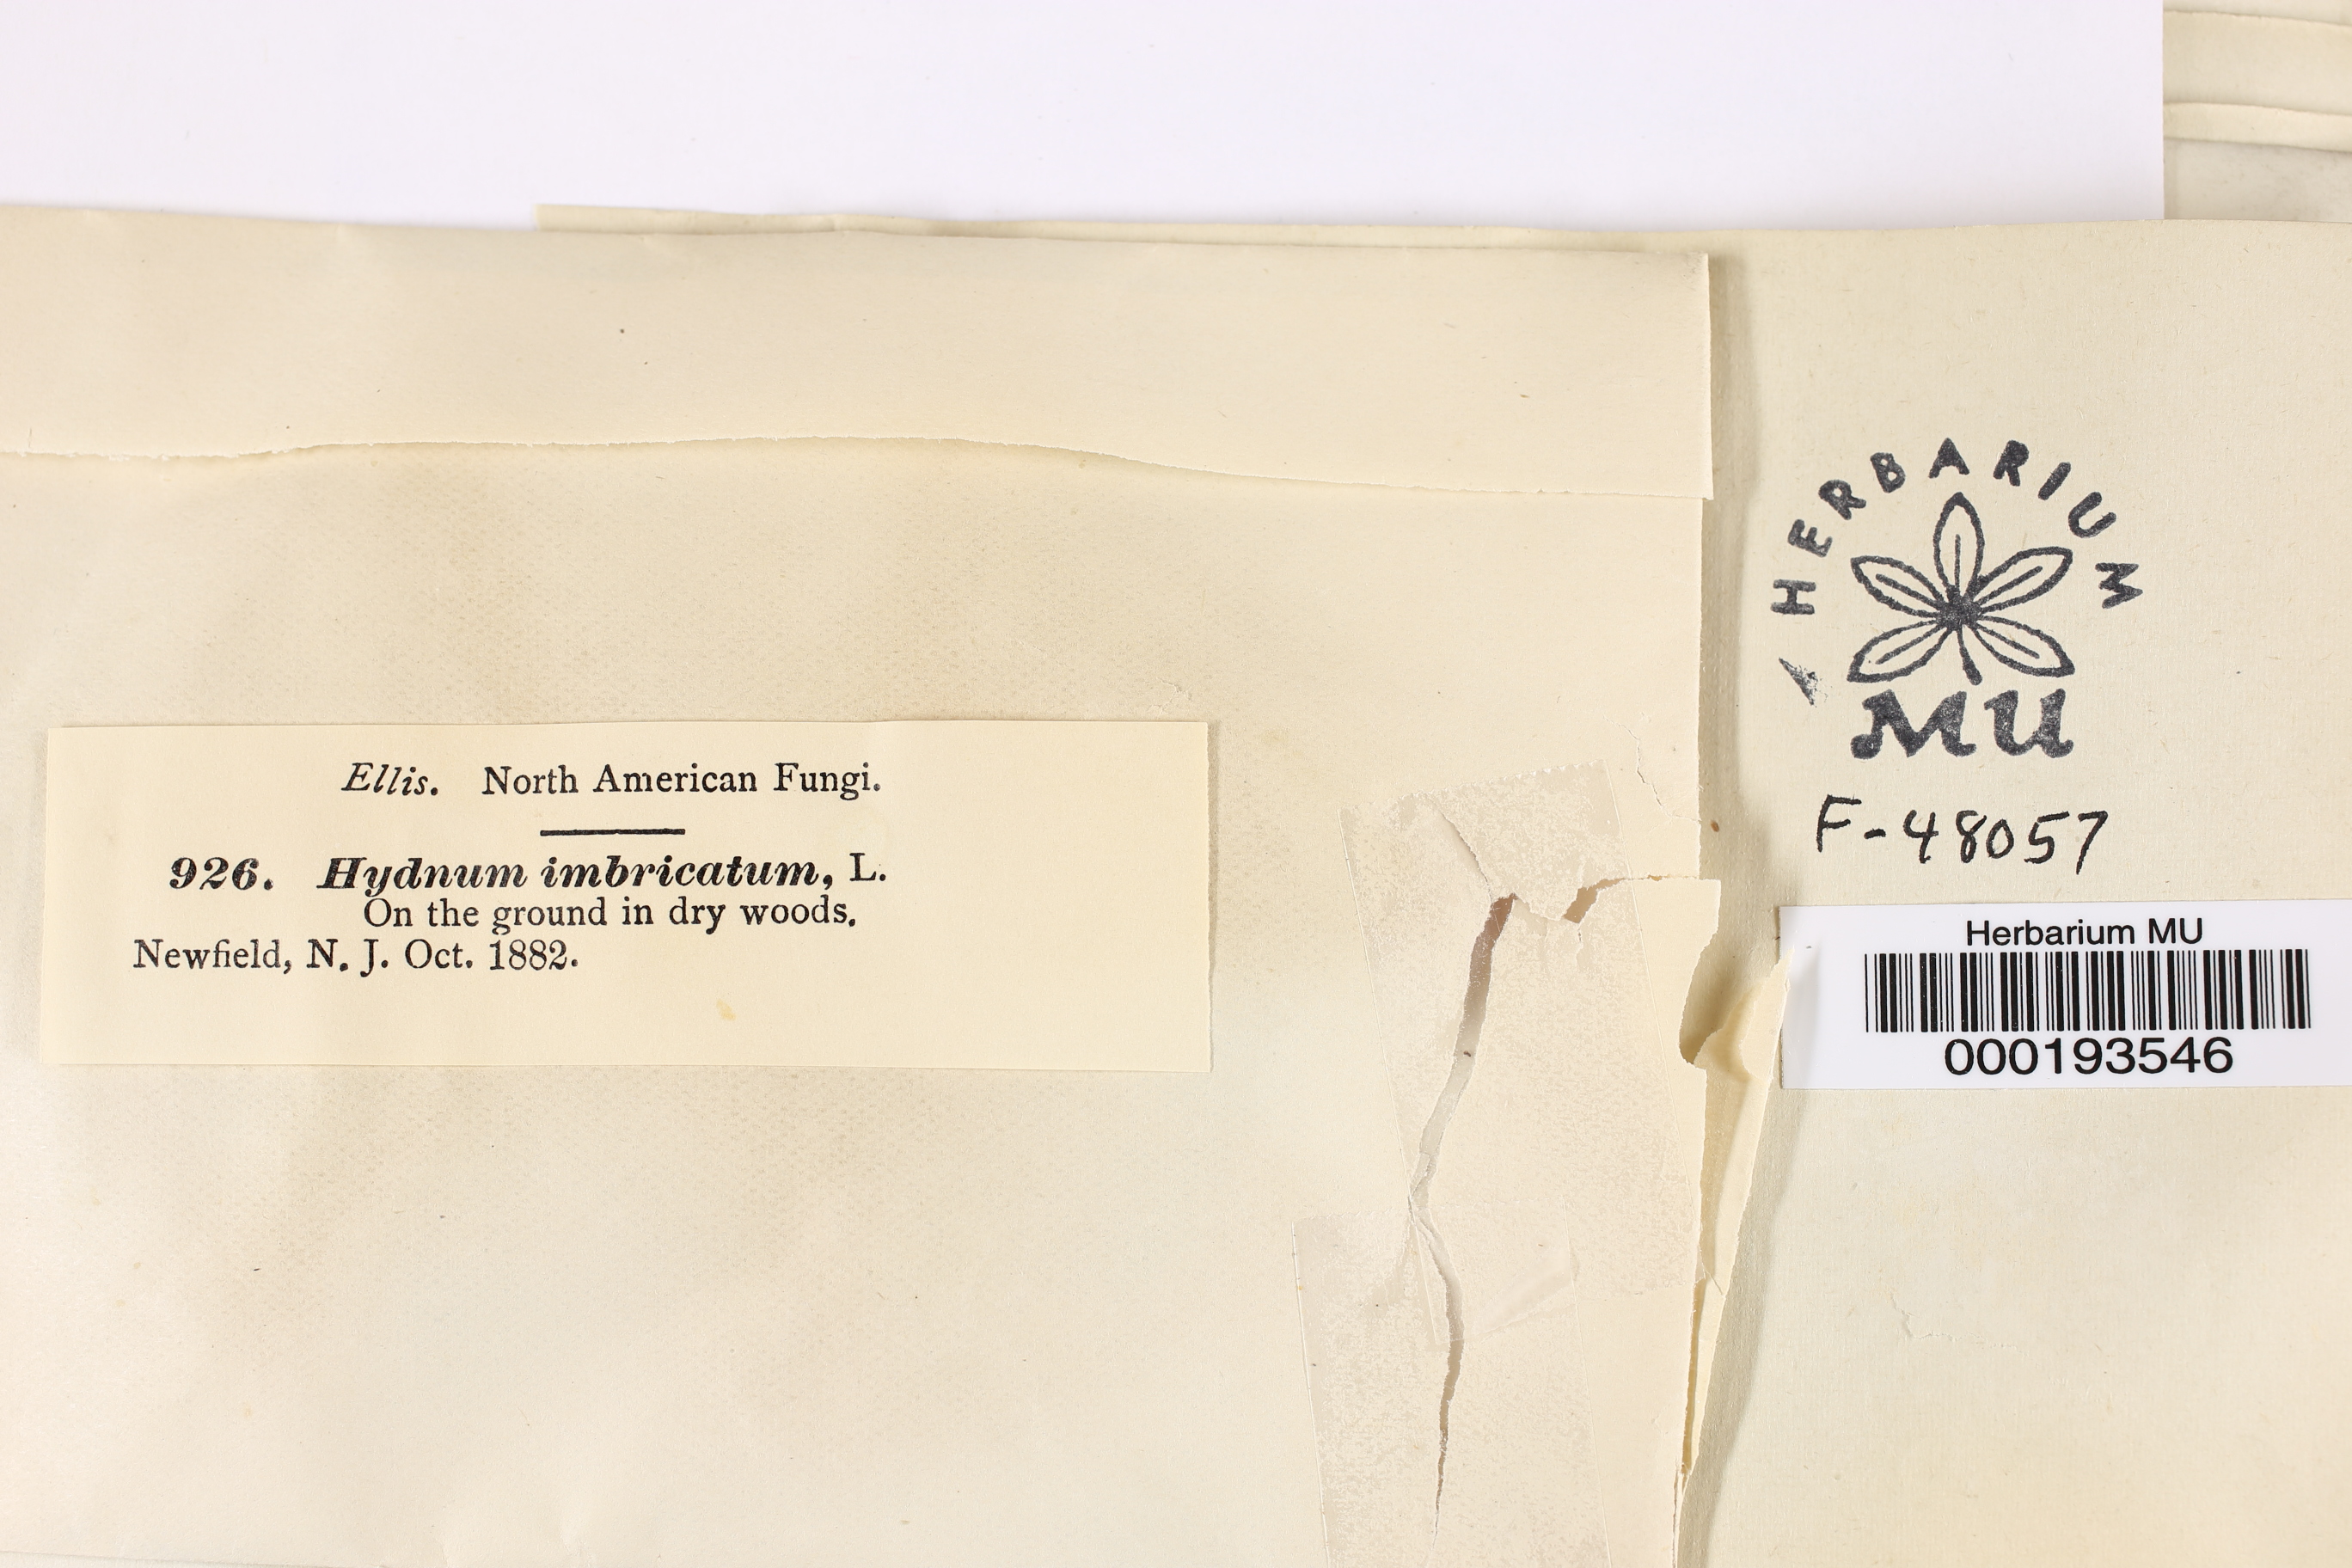 Ellis. North American Fungi.
926. Hydnum imbricatum, L.
On the ground in dry woods.
Newfield, N. J. Oct. 1882.
HERBARIUM
MU
F-48057
Herbarium MU
000193546